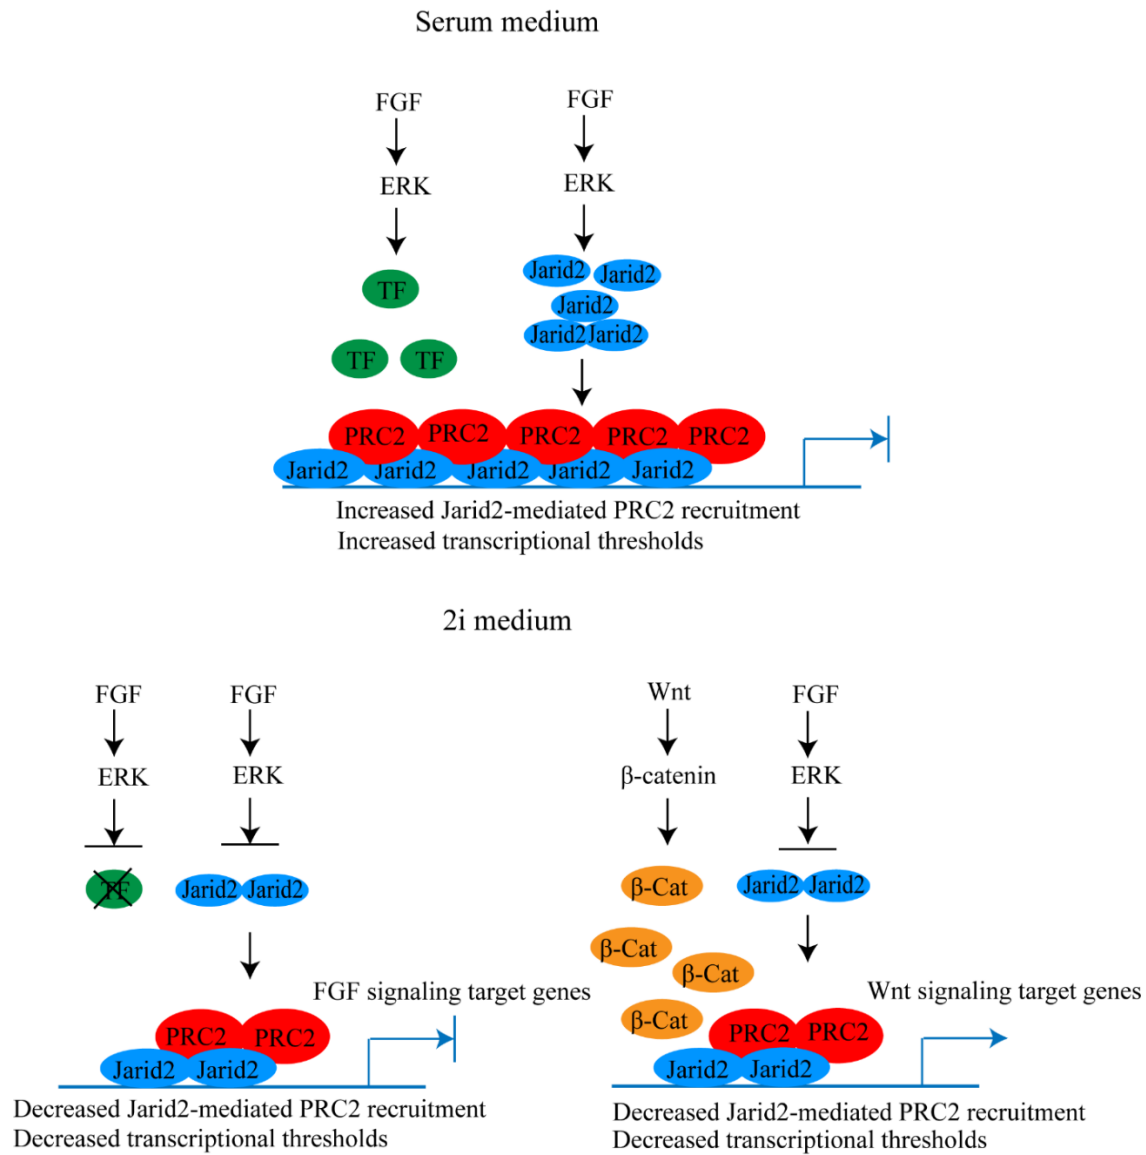 Serum medium
FGF
FGF
ERK
ERK
Jarid2
Jarid2
TF
Jarid2
Jarid2
Jarid2
TF
TF
PRC2
PRC2
PRC2
PRC2
PRC2
Jarid2
Jarid2
Jarid2
Jarid2
Jarid2
Increased Jarid2-mediated PRC2 recruitment
Increased transcriptional thresholds
2i medium
FGF
FGF
ERK
ERK
TF
Jarid2
Jarid2
FGF signaling target genes
PRC2
PRC2
Jarid2
Jarid2
Decreased Jarid2-mediated PRC2 recruitment
Decreased transcriptional thresholds
Wnt
FGF
β-catenin
ERK
β-Cat
Jarid2
Jarid2
β-Cat
β-Cat
Wnt signaling target genes
β-Cat
PRC2
PRC2
Jarid2
Jarid2
Decreased Jarid2-mediated PRC2 recruitment
Decreased transcriptional thresholds